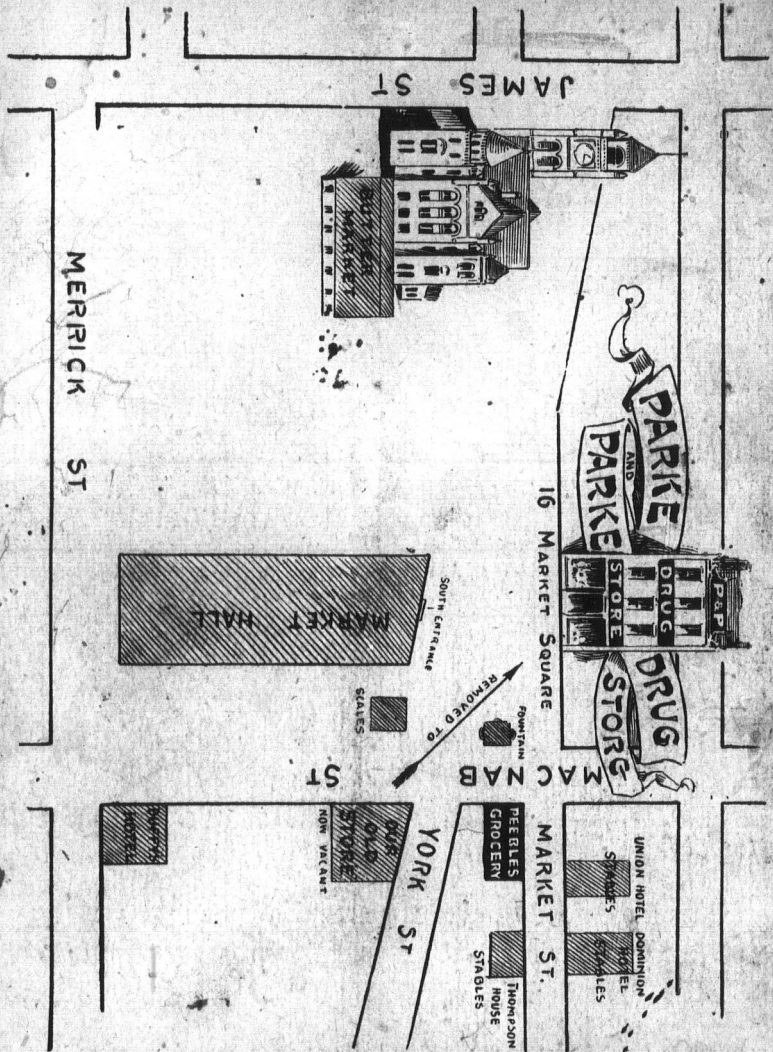 JAMES ST
BUTTER
MARKET
MERRICK ST
PARKE
AND
PARKE
DRUG
STORE
P&P
DRUG
STORE
16 MARKET SQUARE
SOUTH ENTRANCE
MARKET HALL
REMOVED TO
SCALES
FOUNTAIN
MAC NAB ST
DUFFYS
HOTEL
OUR
OLD
STORE
NOW VACANT
YORK ST
PEEBLES
GROCERY
MARKET ST.
UNION HOTEL
STABLES
DOMINION
HOTEL
STABLES
THOMPSON
HOUSE
STABLES